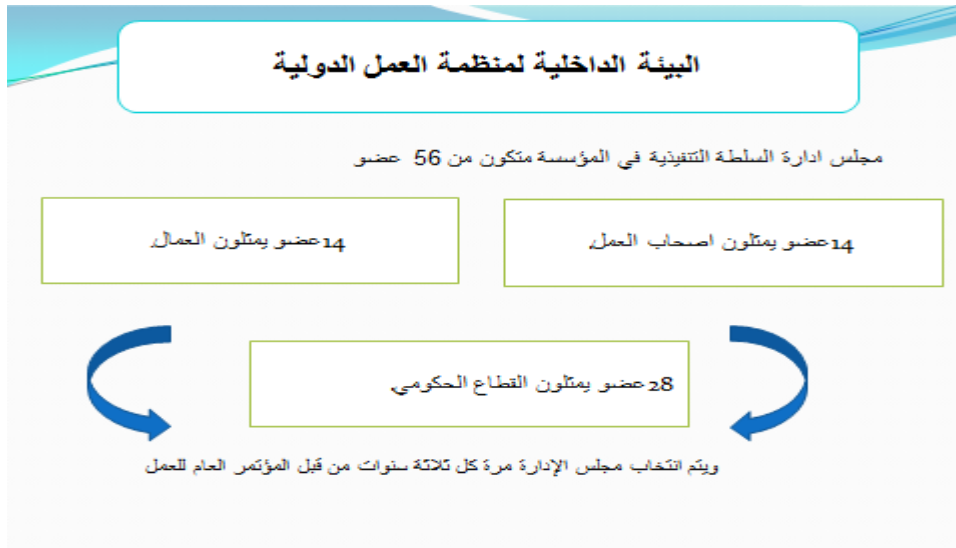 البيئة الداخلية لمنظمة العمل الدولية
مجلس ادارة السلطة التنفيذية في المؤسسة متكون من 56 عضو
14عضو يمثلون اصحاب العمل.
14عضو يمثلون العمال.
28عضو يمثلون القطاع الحكومي.
ويتم انتخاب مجلس الإدارة مرة كل ثلاثة سنوات من قبل المؤتمر العام للعمل